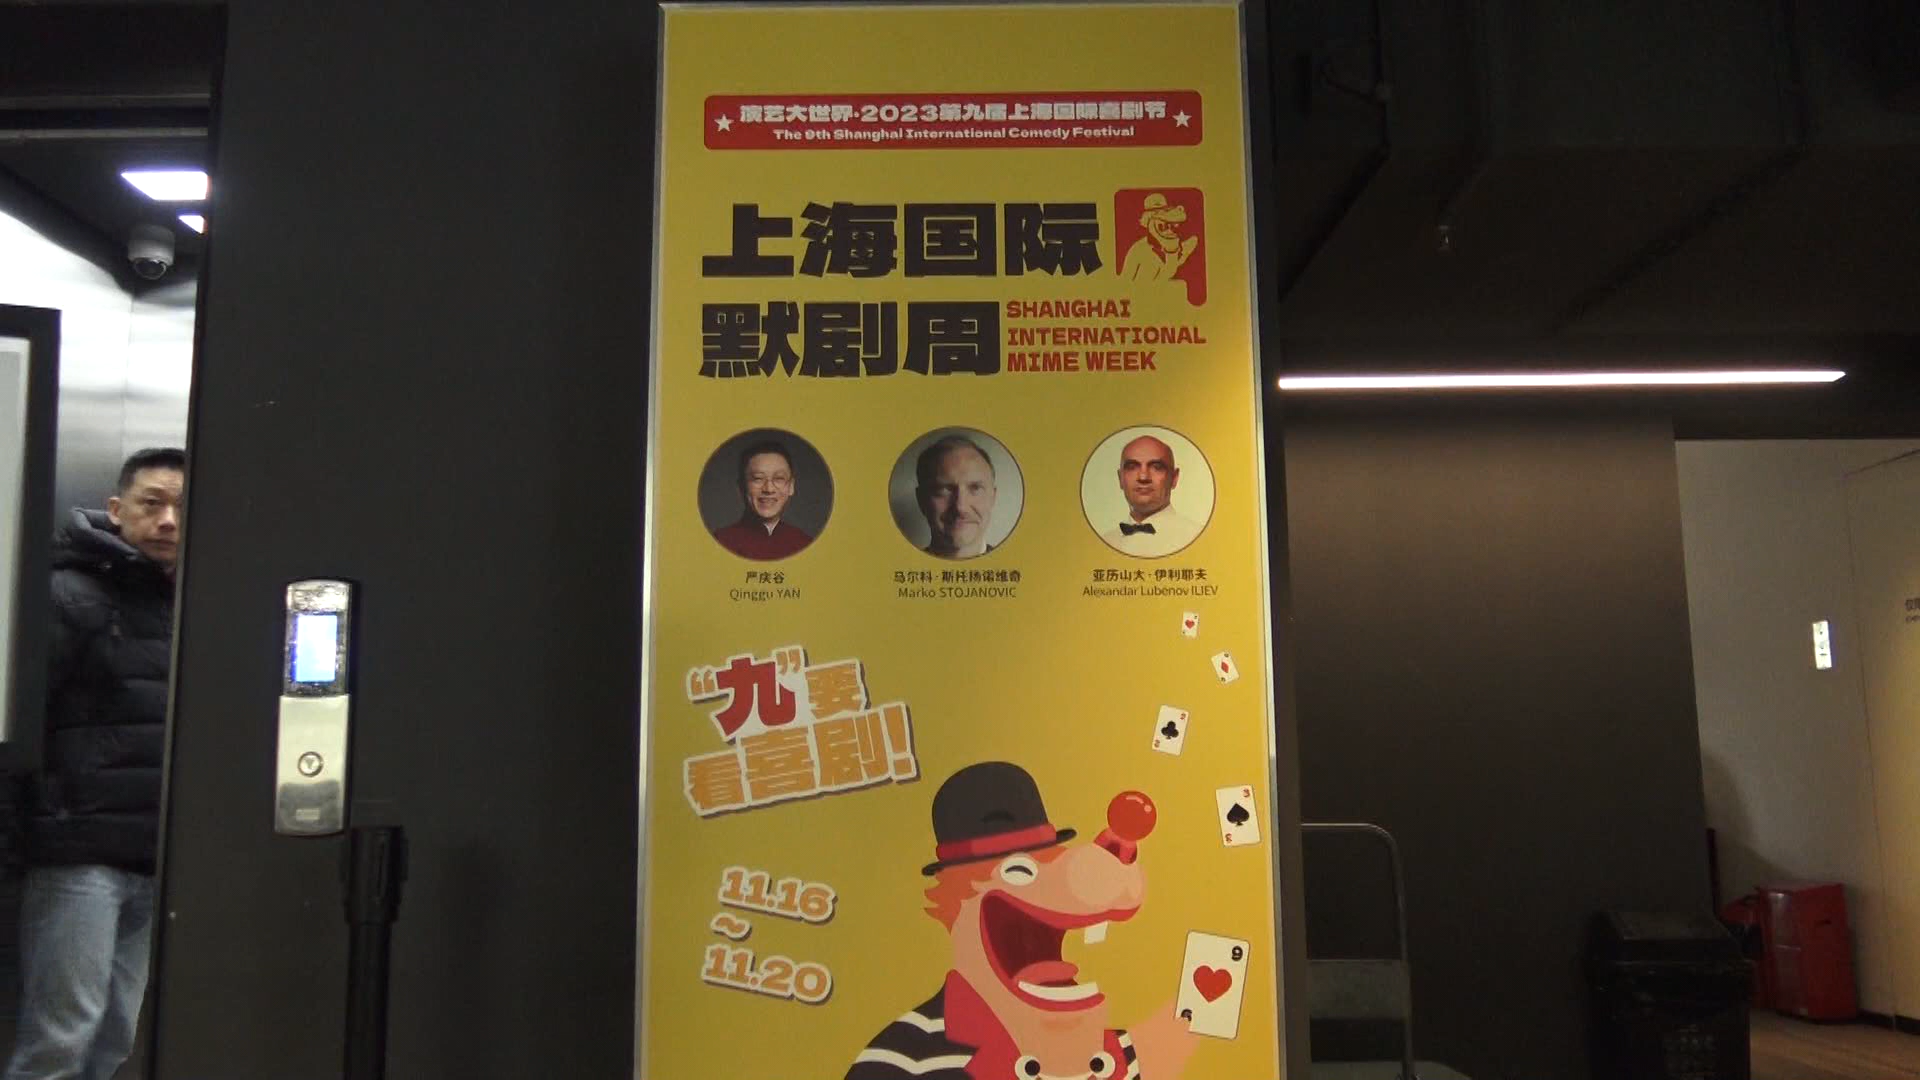 演艺大世界·2023第九届上海国际喜剧节
The 9th Shanghai International Comedy Festival
上海国际
默剧周
SHANGHAI
INTERNATIONAL
MIME WEEK
严庆谷
Qinggu YAN
马尔科·斯托扬诺维奇
Marko STOJANOVIC
亚历山大·伊利耶夫
Alexandar Lubenov ILIEV
“九”要
看喜剧!
11.16
~
11.20
3
3
9